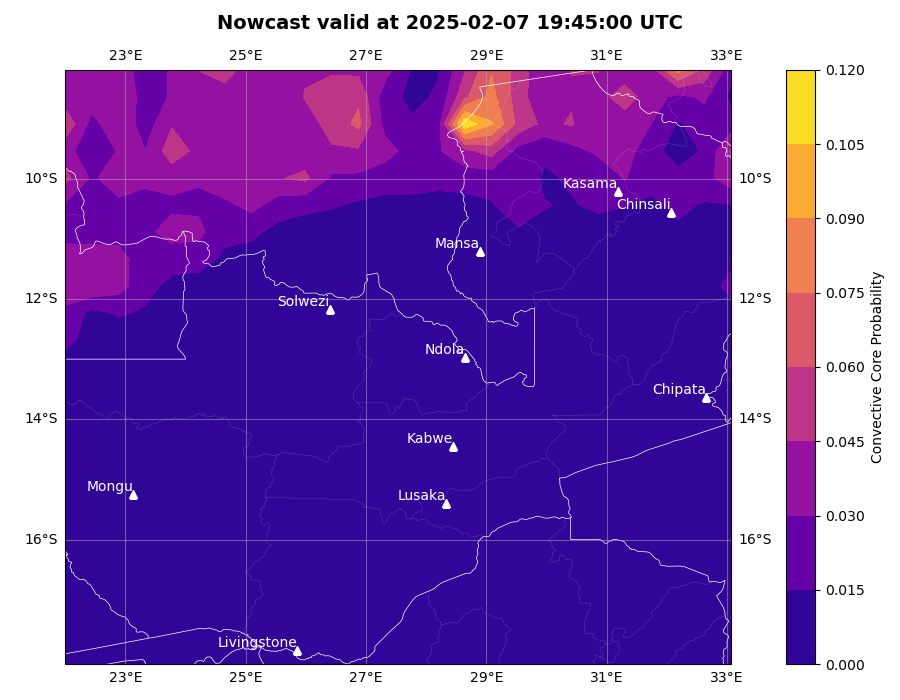 Nowcast valid at 2025-02-07 19:45:00 UTC
23°E 25°E 27°E 29°E 31°E 33°E
0.120
0.105
10°S 10°S
Kasama
Chinsali
0.090
Mansa
0.075
12°S 12°S
Solwezi
Ndola
0.060
Chipata
Convective Core Probability
14°S 14°S
Kabwe
0.045
Mongu
Lusaka
0.030
16°S 16°S
0.015
Livingstone
0.000
23°E 25°E 27°E 29°E 31°E 33°E